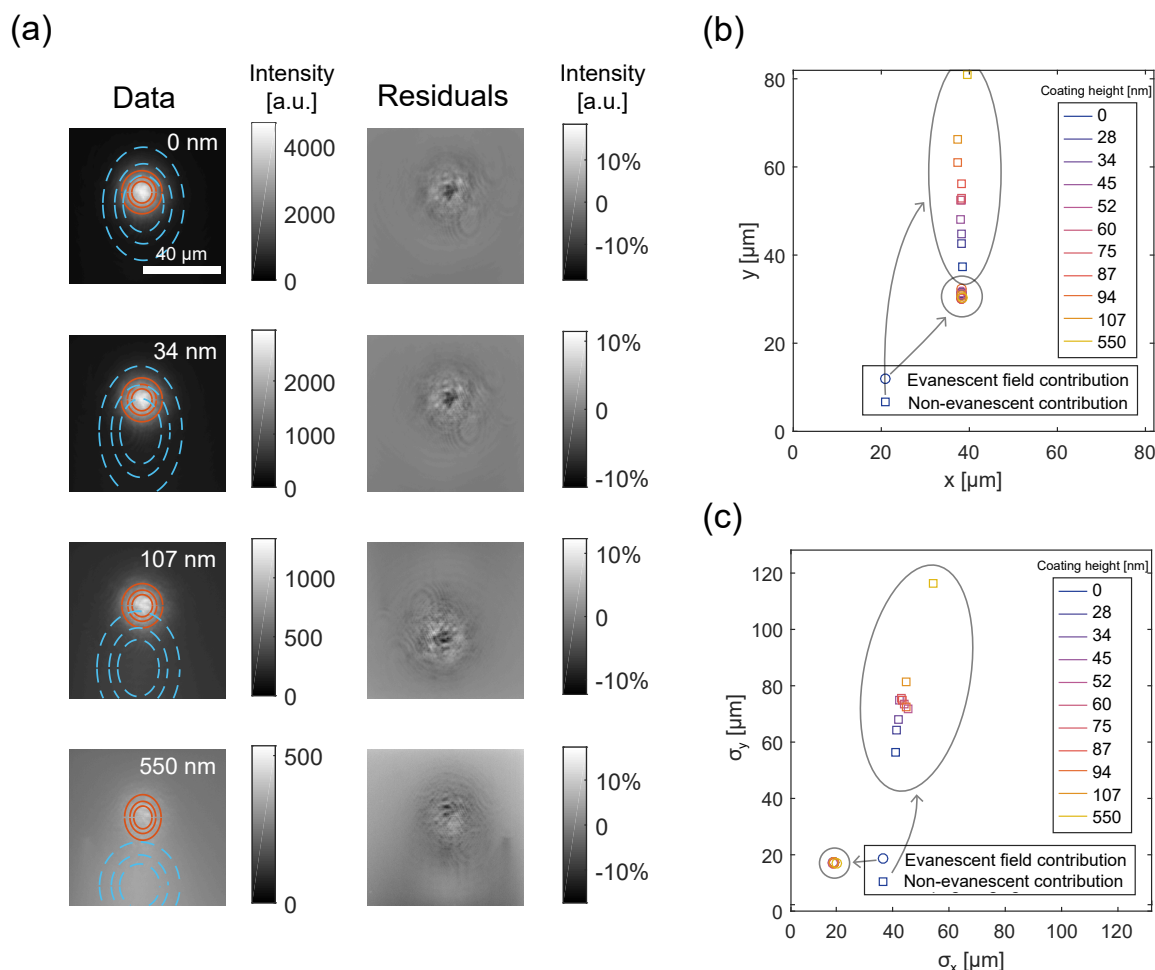 (a)
Data
Intensity
[a.u.]
Residuals
Intensity
[a.u.]
0 nm
40 µm
4000
2000
0
10%
0
-10%
34 nm
2000
1000
0
10%
0
-10%
107 nm
1000
500
0
10%
0
-10%
550 nm
500
0
10%
0
-10%
(b)
80
60
40
20
0
y [µm]
0 20 40 60 80
x [µm]
Coating height [nm]
0
28
34
45
52
60
75
87
94
107
550
Evanescent field contribution
Non-evanescent contribution
(c)
120
100
80
60
40
20
0
σy [µm]
0 20 40 60 80 100 120
σx [µm]
Coating height [nm]
0
28
34
45
52
60
75
87
94
107
550
Evanescent field contribution
Non-evanescent contribution